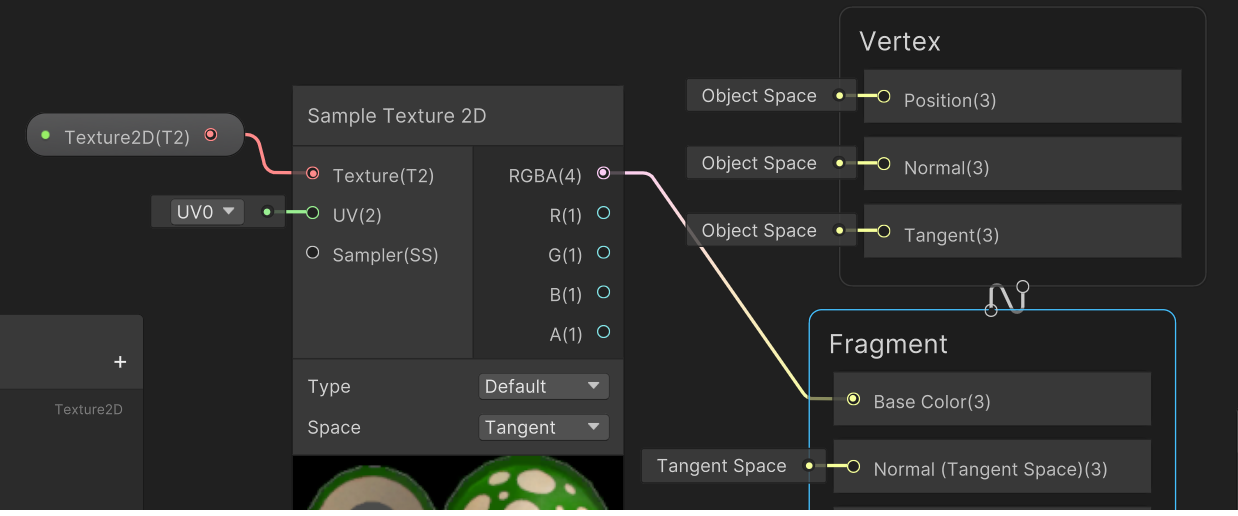 Vertex
Object Space
Position(3)
Sample Texture 2D
Texture2D(T2)
Object Space
Normal(3)
Texture(T2)
RGBA(4)
UV0
UV(2)
R(1)
Object Space
Tangent(3)
Sampler(SS)
G(1)
B(1)
A(1)
Fragment
+
Type
Default
Base Color(3)
Texture2D
Space
Tangent
Tangent Space
Normal (Tangent Space)(3)